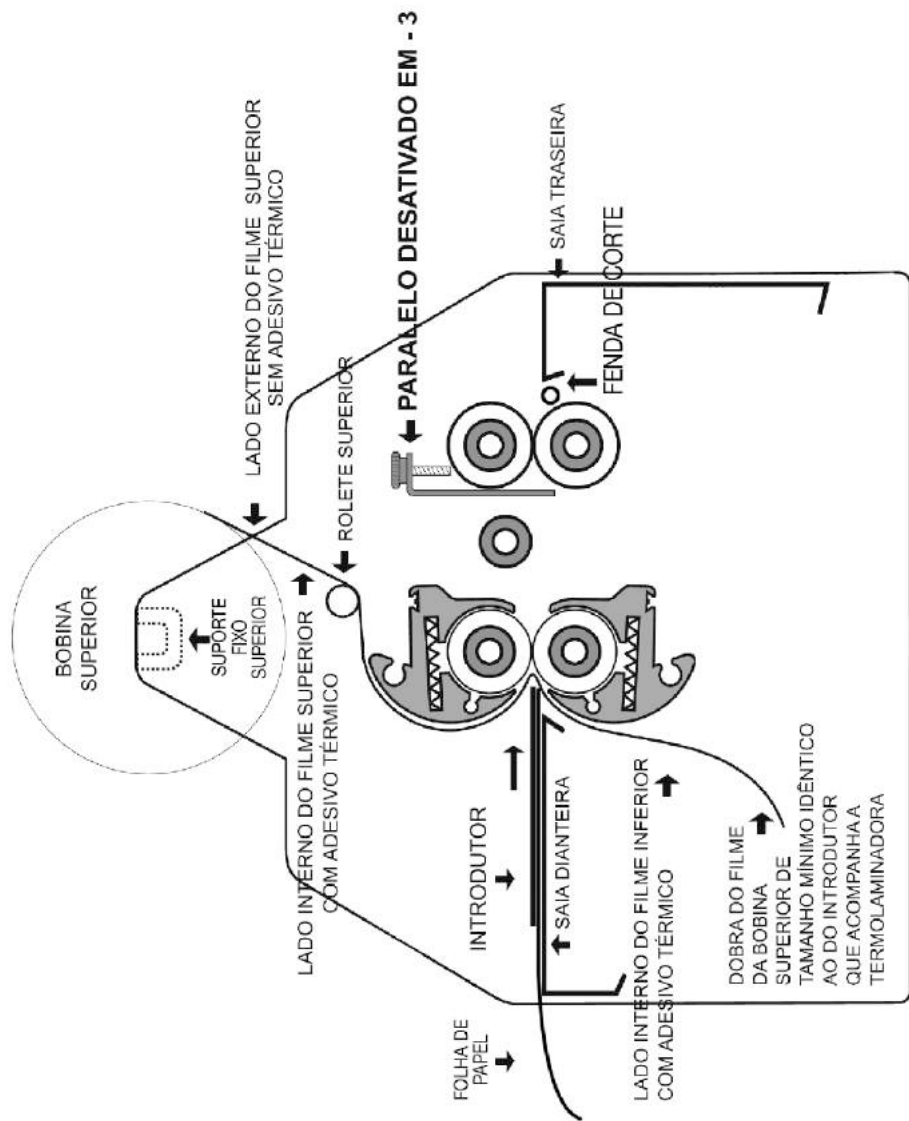 BOBINA
SUPERIOR
SUPORTE
FIXO
SUPERIOR
LADO EXTERNO DO FILME SUPERIOR
SEM ADESIVO TÉRMICO
LADO INTERNO DO FILME SUPERIOR
COM ADESIVO TÉRMICO
ROLETE SUPERIOR
PARALELO DESATIVADO EM - 3
INTRODUTOR
FOLHA DE
PAPEL
SAIA DIANTEIRA
SAIA TRASEIRA
FENDA DE CORTE
LADO INTERNO DO FILME INFERIOR
COM ADESIVO TÉRMICO
DOBRA DO FILME
DA BOBINA
SUPERIOR DE
TAMANHO MÍNIMO IDÊNTICO
AO DO INTRODUTOR
QUE ACOMPANHA A
TERMOLAMINADORA